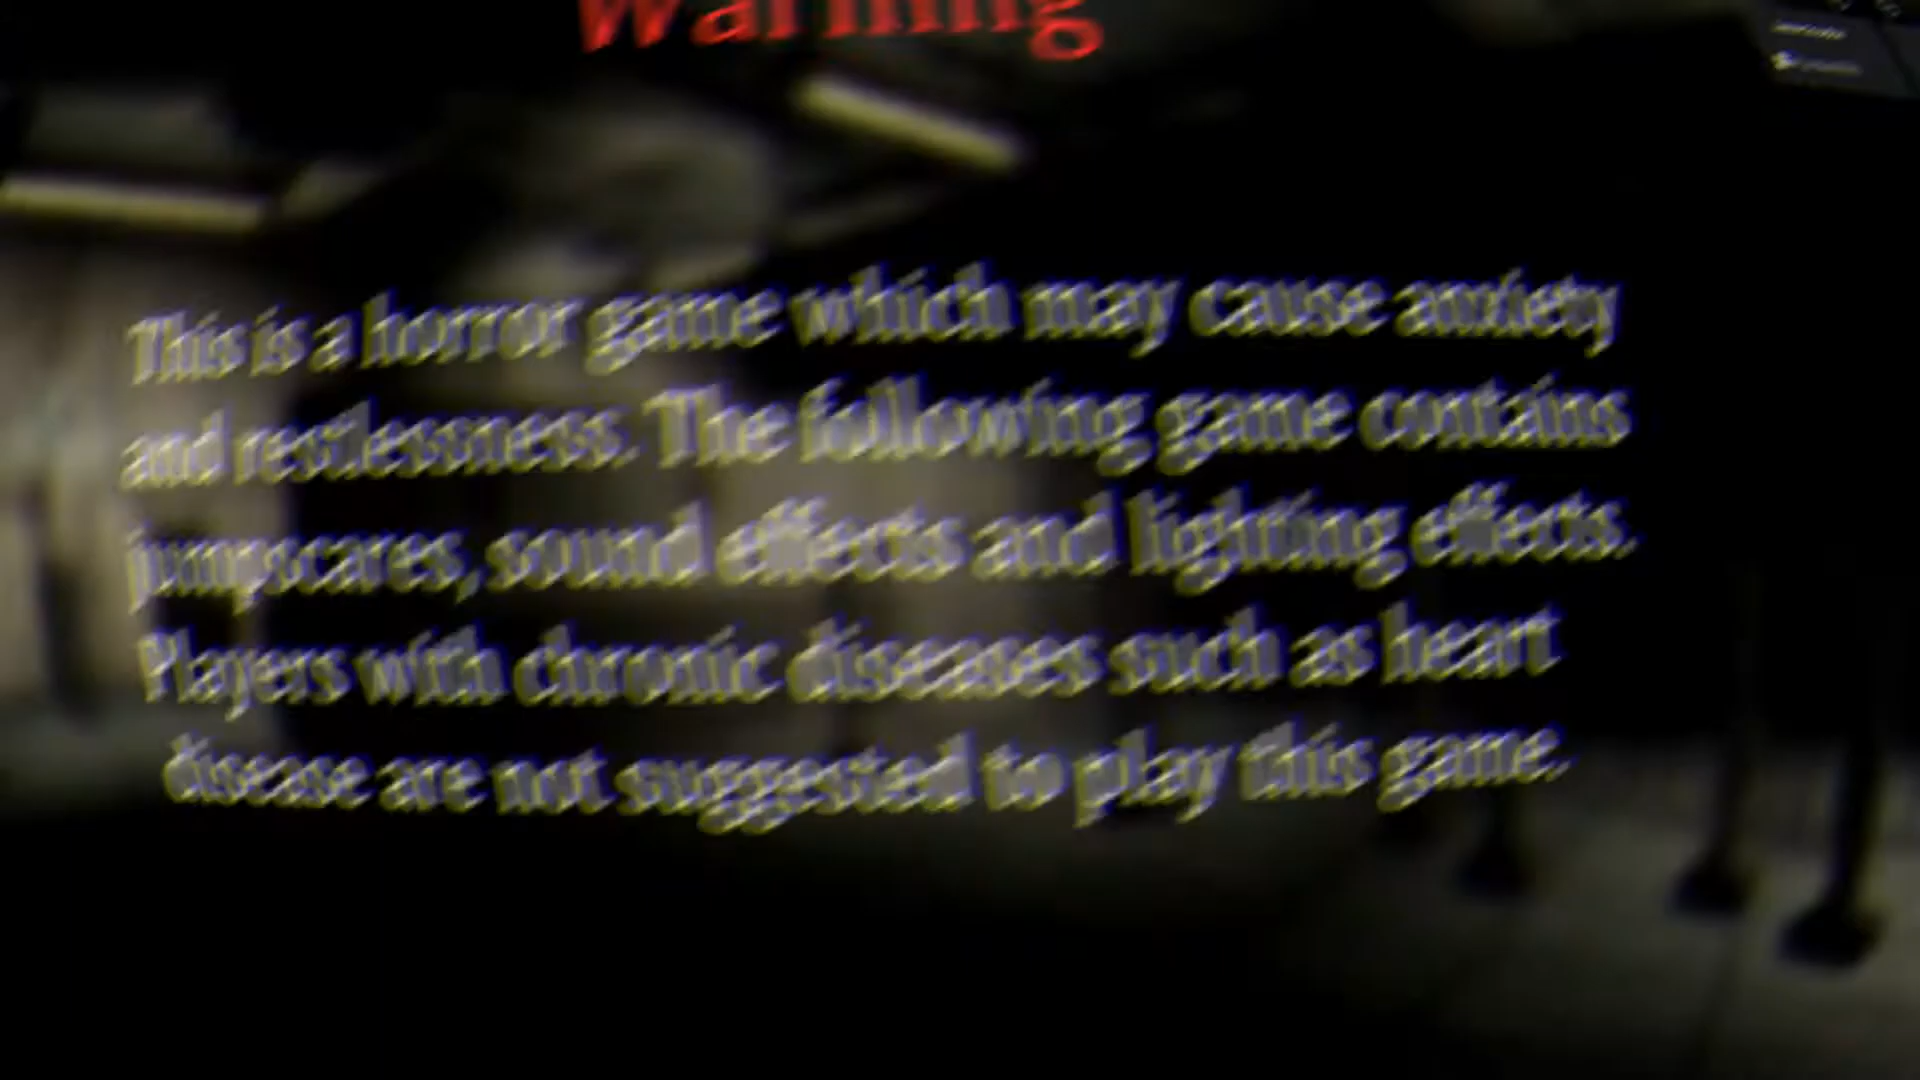 Warning
This is a horror game which may cause anxiety
and restlessness. The following game contains
jumpscares, sound effects and lighting effects.
Players with chronic diseases such as heart
disease are not suggested to play this game.